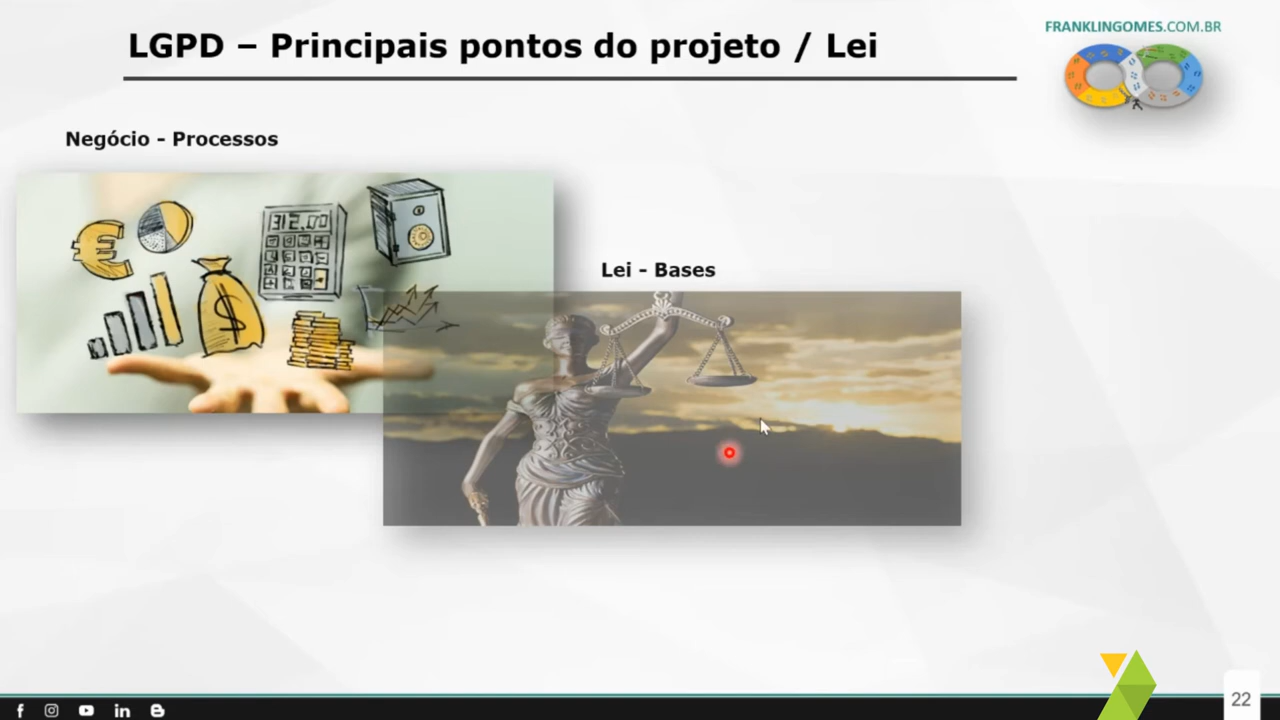 LGPD – Principais pontos do projeto / Lei
FRANKLINGOMES.COM.BR
Negócio - Processos
312,00
Lei - Bases
22